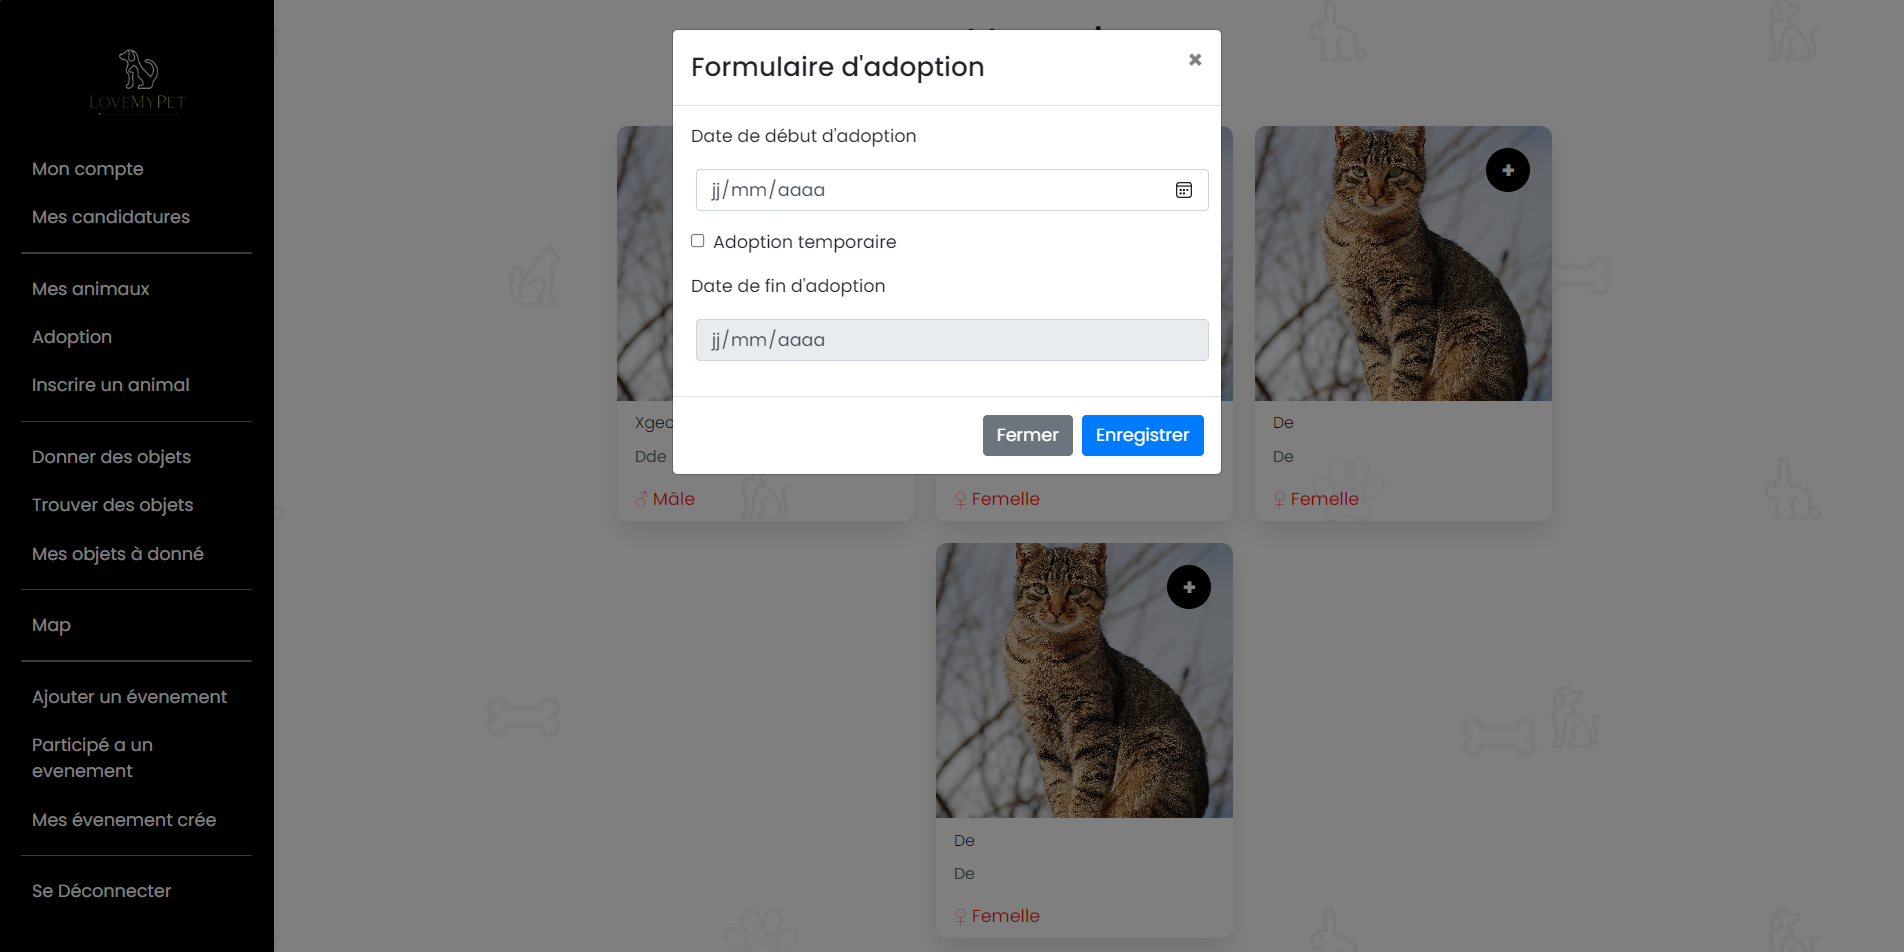 LOVEMYPET
Mon compte
Mes candidatures
Mes animaux
Adoption
Inscrire un animal
Donner des objets
Trouver des objets
Mes objets à donné
Map
Ajouter un évenement
Participé a un
evenement
Mes évenement crée
Se Déconnecter
Formulaire d'adoption
×
Date de début d'adoption
jj/mm/aaaa
Adoption temporaire
Date de fin d'adoption
jj/mm/aaaa
Fermer
Enregistrer
Dde
♂ Mâle
♀ Femelle
+
De
De
♀ Femelle
+
De
De
♀ Femelle